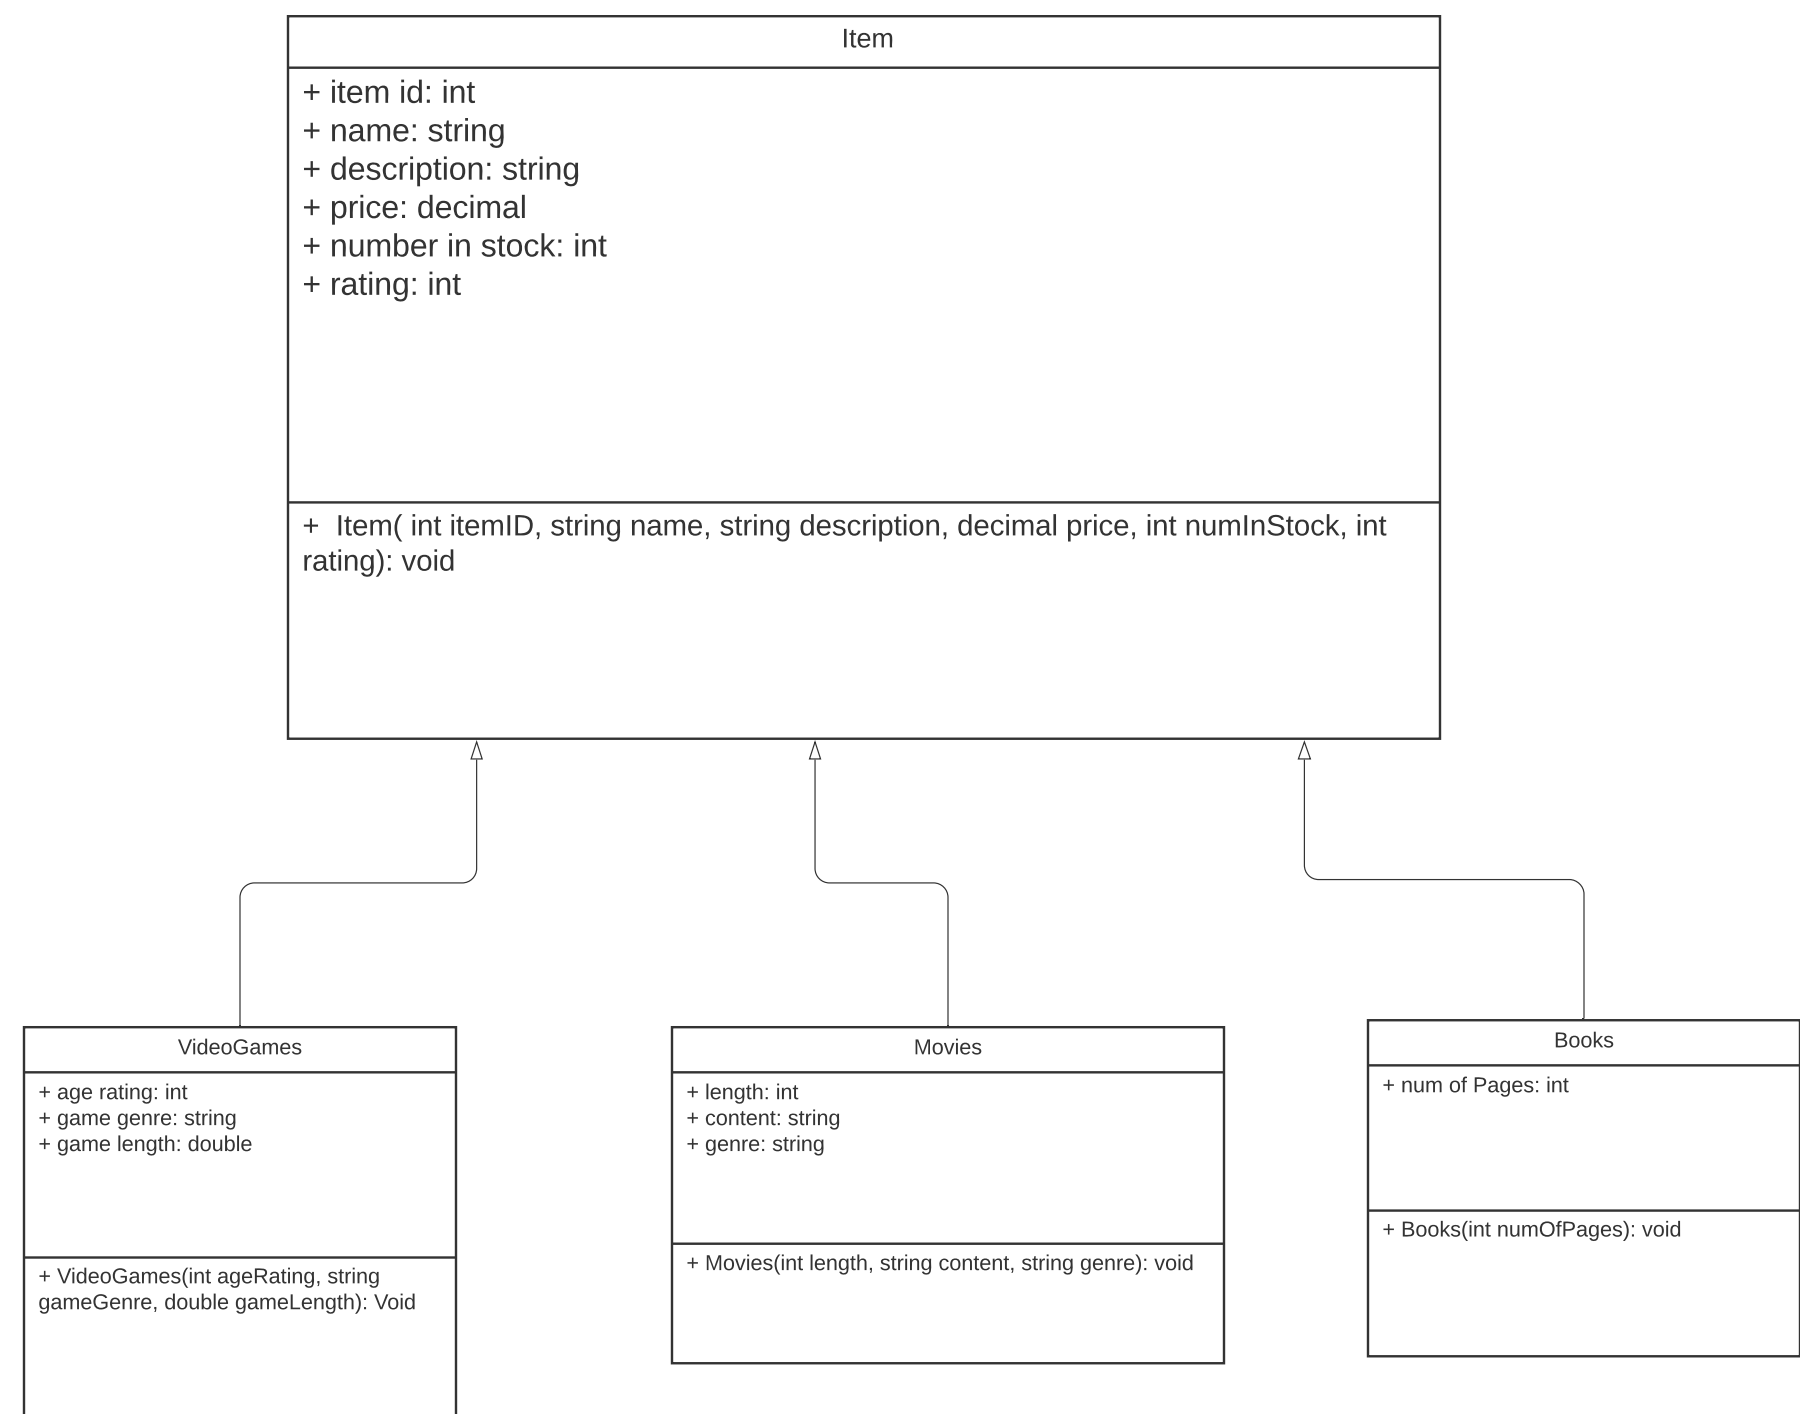 Item
+ item id: int
+ name: string
+ description: string
+ price: decimal
+ number in stock: int
+ rating: int
+  Item( int itemID, string name, string description, decimal price, int numInStock, int
rating): void
VideoGames
+ age rating: int
+ game genre: string
+ game length: double
+ VideoGames(int ageRating, string
gameGenre, double gameLength): Void
Movies
+ length: int
+ content: string
+ genre: string
+ Movies(int length, string content, string genre): void
Books
+ num of Pages: int
+ Books(int numOfPages): void